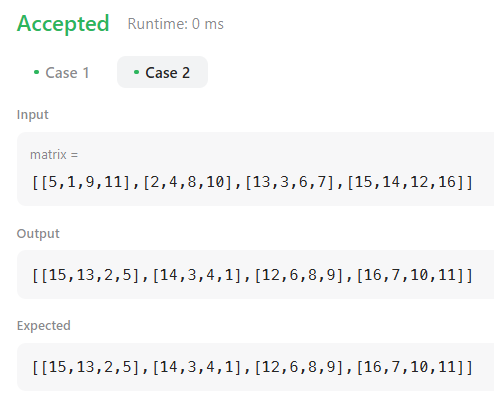 Accepted Runtime: 0 ms
Case 1 Case 2
Input
matrix =
[[5,1,9,11],[2,4,8,10],[13,3,6,7],[15,14,12,16]]
Output
[[15,13,2,5],[14,3,4,1],[12,6,8,9],[16,7,10,11]]
Expected
[[15,13,2,5],[14,3,4,1],[12,6,8,9],[16,7,10,11]]